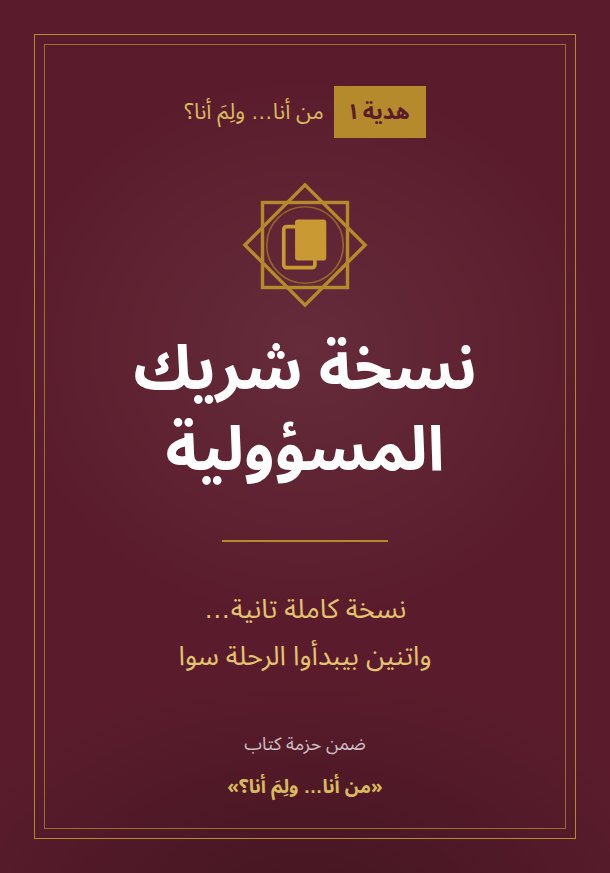 هدية ١ من أنا... ولِمَ أنا؟
نسخة شريك
المسؤولية
نسخة كاملة تانية...
واتنين بيبدأوا الرحلة سوا
ضمن حزمة كتاب
«من أنا... ولِمَ أنا؟»